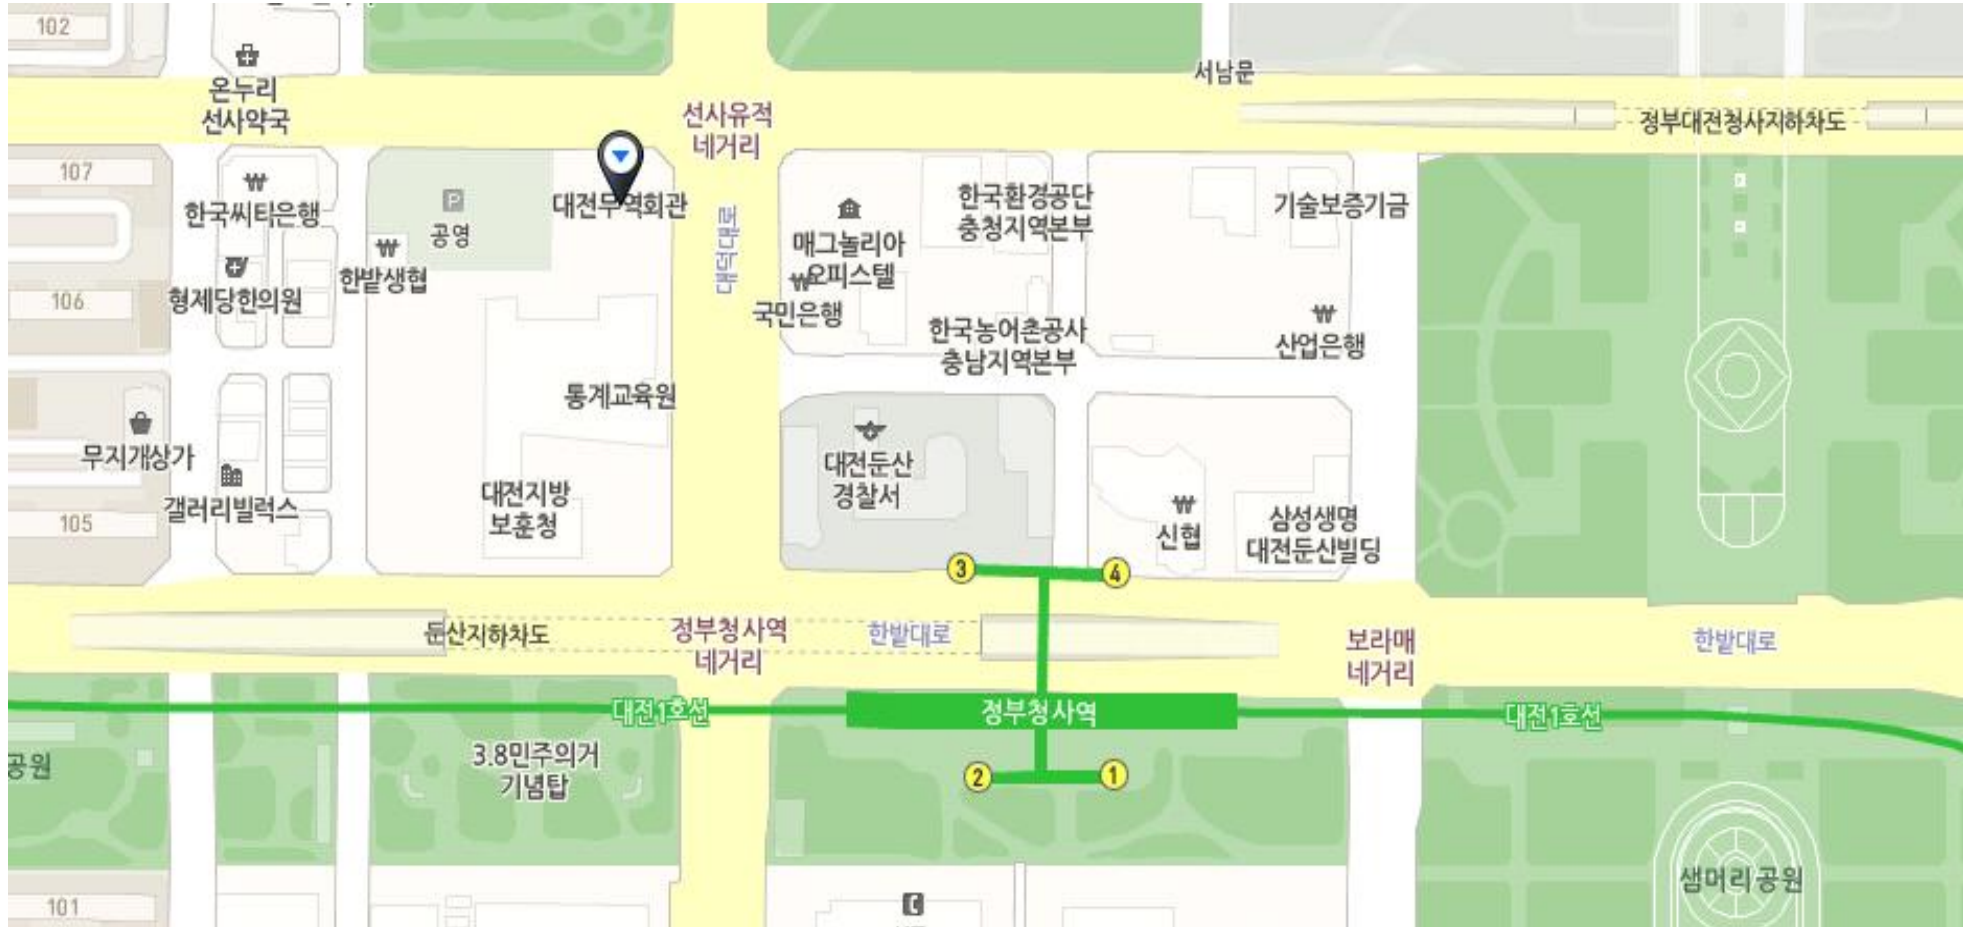 102
온누리
선사약국
선사유적
네거리
서남문
정부대전청사지하차도
107
한국씨티은행
P
공영
대전무역회관
대덕대로
매그놀리아
오피스텔
한국환경공단
충청지역본부
기술보증기금
106
형제당한의원
한밭생협
국민은행
한국농어촌공사
충남지역본부
산업은행
통계교육원
무지개상가
대전둔산
경찰서
105
갤러리빌럭스
대전지방
보훈청
신협
삼성생명
대전둔산빌딩
3
4
둔산지하차도
정부청사역
네거리
한밭대로
보라매
네거리
한밭대로
대전1호선
정부청사역
대전1호선
공원
3.8민주의거
기념탑
2
1
샘머리공원
101